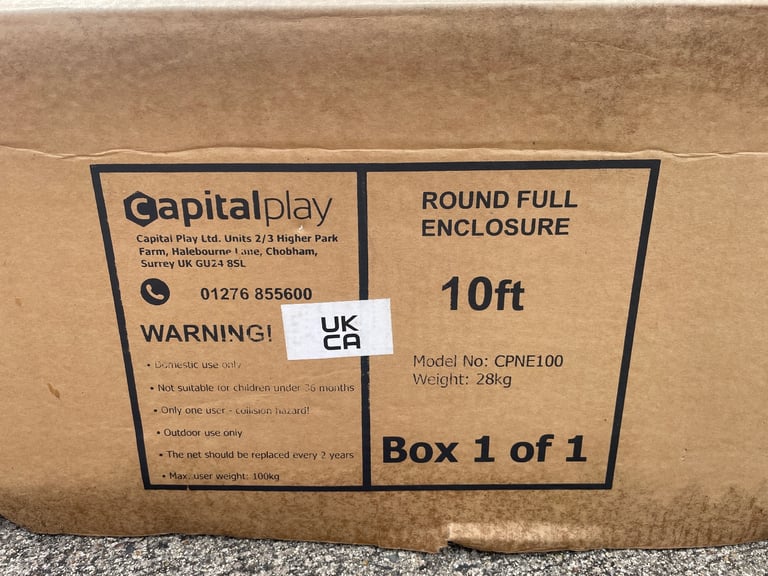 capitalplay
Capital Play Ltd. Units 2/3 Higher Park
Farm, Halebourne Lane, Chobham,
Surrey UK GU24 8SL
01276 855600
WARNING!
• Domestic use only
• Not suitable for children under 36 months
• Only one user - collision hazard!
• Outdoor use only
• The net should be replaced every 2 years
• Max. user weight: 100kg
UK
CA
ROUND FULL
ENCLOSURE
10ft
Model No: CPNE100
Weight: 28kg
Box 1 of 1